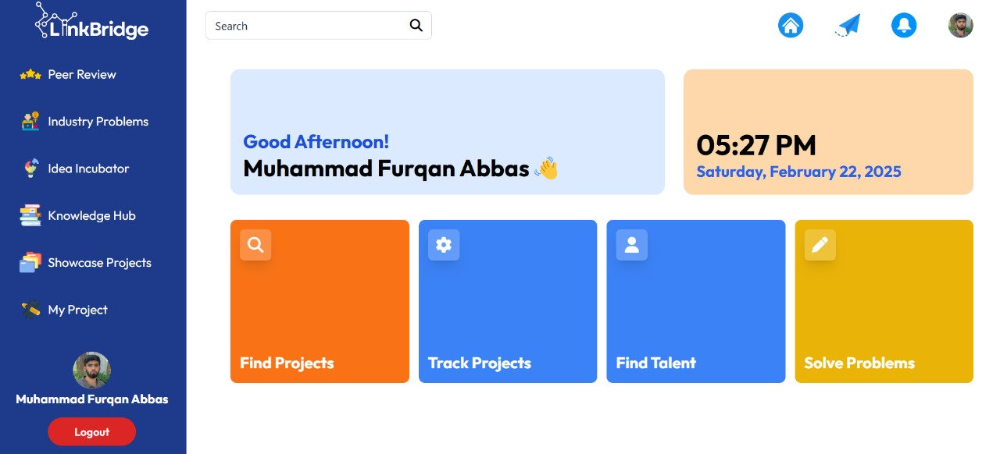 LinkBridge
Peer Review
Industry Problems
Idea Incubator
Knowledge Hub
Showcase Projects
My Project
Muhammad Furqan Abbas
Logout
Search
Good Afternoon!
Muhammad Furqan Abbas 👋
05:27 PM
Saturday, February 22, 2025
Find Projects
Track Projects
Find Talent
Solve Problems